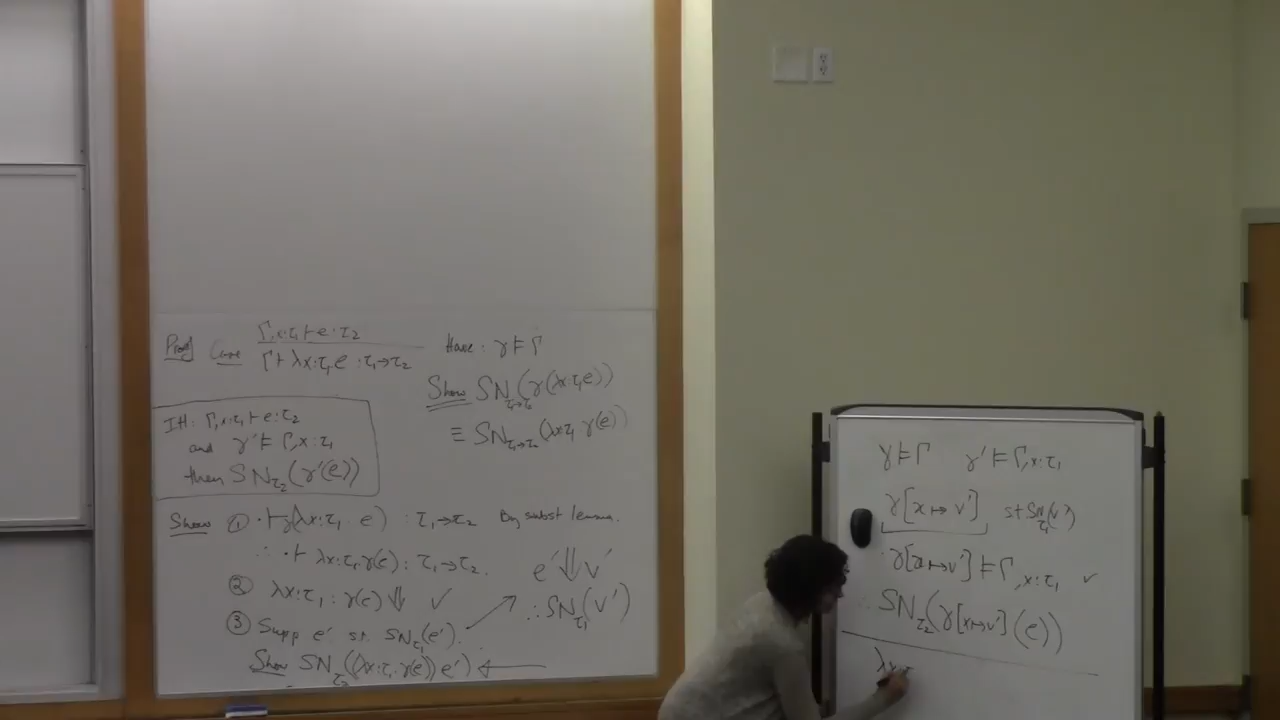 Proof Case Γ, x:τ₁ ⊢ e : τ₂
Γ ⊢ λx:τ₁ e : τ₁→τ₂
Have : γ ⊨ Γ
Show SN_{τ₁→τ₂}(γ(λx:τ₁ e))
≡ SN_{τ₁→τ₂}(λx:τ₁ γ(e))
IH: Γ, x:τ₁ ⊢ e : τ₂
and γ' ⊨ Γ, x : τ₁
then SN_{τ₂}(γ'(e))
Show ① · ⊢ γ(λx:τ₁ e) : τ₁→τ₂ By subst lemma.
∴ · ⊢ λx:τ₁.γ(e) : τ₁→τ₂.
② λx:τ₁ : γ(e) ⇓ ✓
③ Supp e' st. SN_{τ₁}(e').
e' ⇓ v'
∴ SN_{τ₁}(v')
Show SN_{τ₂}((λx:τ₁.γ(e)) e') ←
γ ⊨ Γ γ' ⊨ Γ, x:τ₁
γ[x ↦ v'] st SN_{τ₁}(v')
γ[x ↦ v'] ⊨ Γ, x:τ₁ ✓
∴ SN_{τ₂}(γ[x ↦ v'](e))
λx